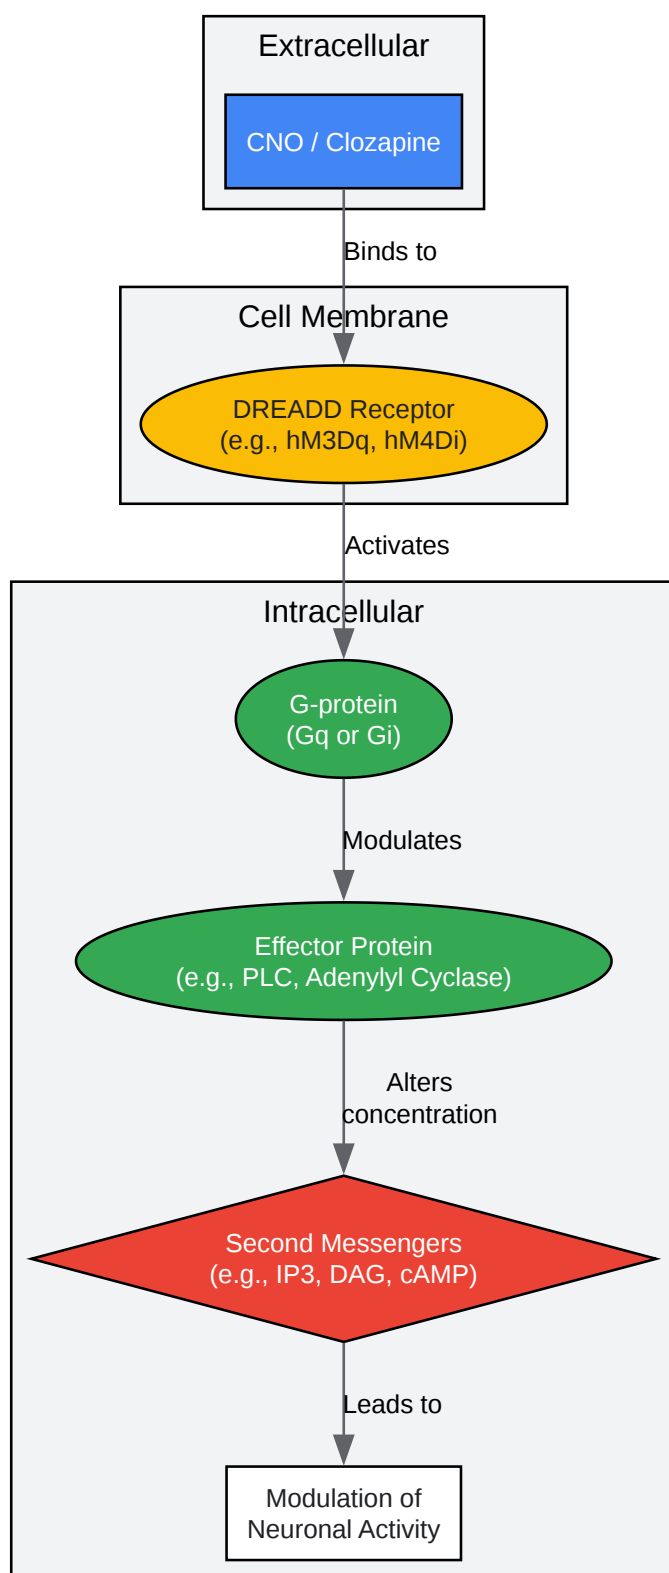 Extracellular
CNO / Clozapine
Binds to
Cell Membrane
DREADD Receptor
(e.g., hM3Dq, hM4Di)
Activates
Intracellular
G-protein
(Gq or Gi)
Modulates
Effector Protein
(e.g., PLC, Adenylyl Cyclase)
Alters
concentration
Second Messengers
(e.g., IP3, DAG, cAMP)
Leads to
Modulation of
Neuronal Activity